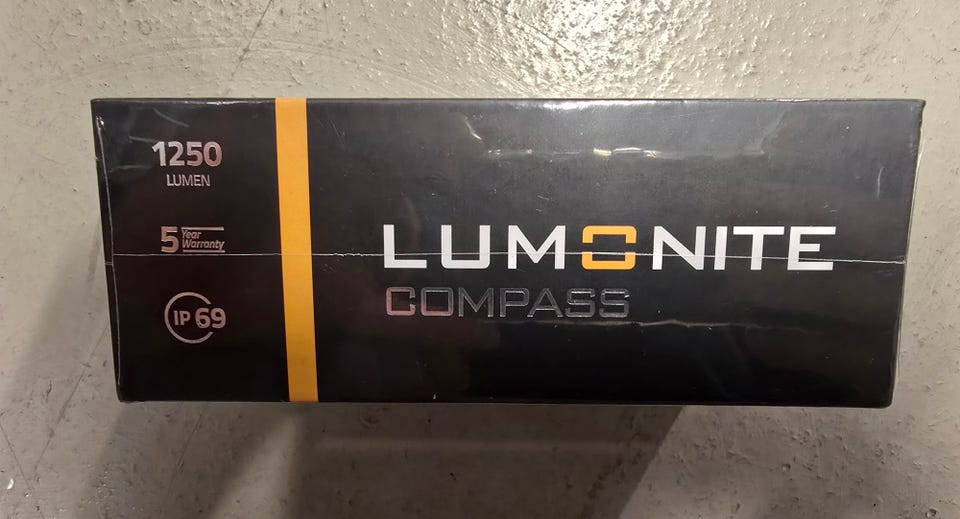 1250
LUMEN
5 Year
Warranty
IP 69
LUMONITE
COMPASS